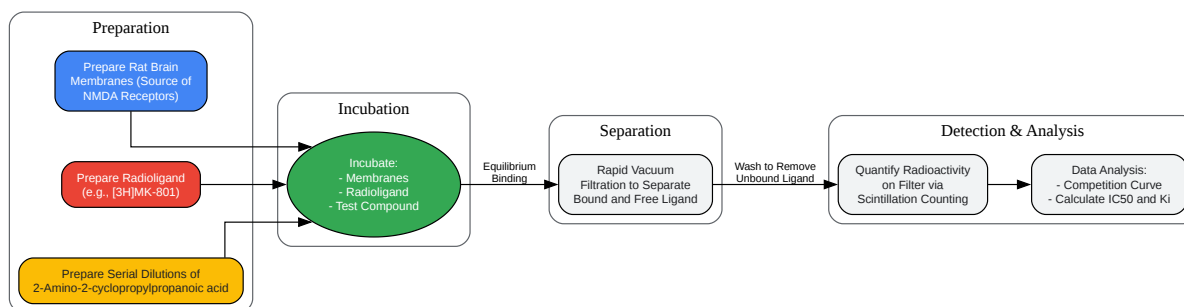 Preparation
Prepare Rat Brain
Membranes (Source of
NMDA Receptors)
Prepare Radioligand
(e.g., [3H]MK-801)
Prepare Serial Dilutions of
2-Amino-2-cyclopropylpropanoic acid
Incubation
Incubate:
- Membranes
- Radioligand
- Test Compound
Equilibrium
Binding
Separation
Rapid Vacuum
Filtration to Separate
Bound and Free Ligand
Wash to Remove
Unbound Ligand
Detection & Analysis
Quantify Radioactivity
on Filter via
Scintillation Counting
Data Analysis:
- Competition Curve
- Calculate IC50 and Ki